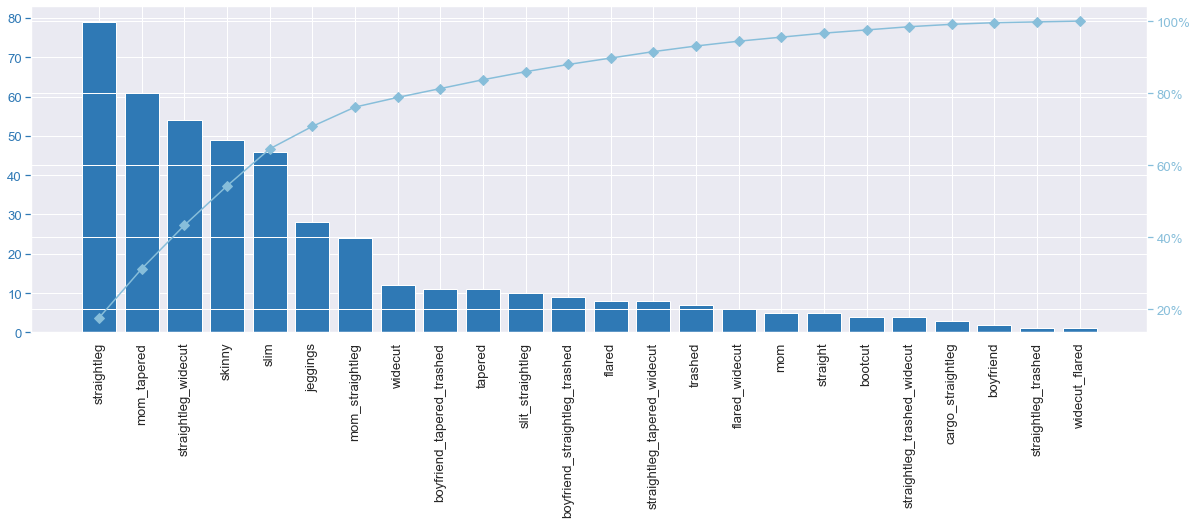 80
70
60
50
40
30
20
10
0
100%
80%
60%
40%
20%
straightleg
mom_tapered
straightleg_widecut
skinny
slim
jeggings
mom_straightleg
widecut
boyfriend_tapered_trashed
tapered
slit_straightleg
boyfriend_straightleg_trashed
flared
straightleg_tapered_widecut
trashed
flared_widecut
mom
straight
bootcut
straightleg_trashed_widecut
cargo_straightleg
boyfriend
straightleg_trashed
widecut_flared